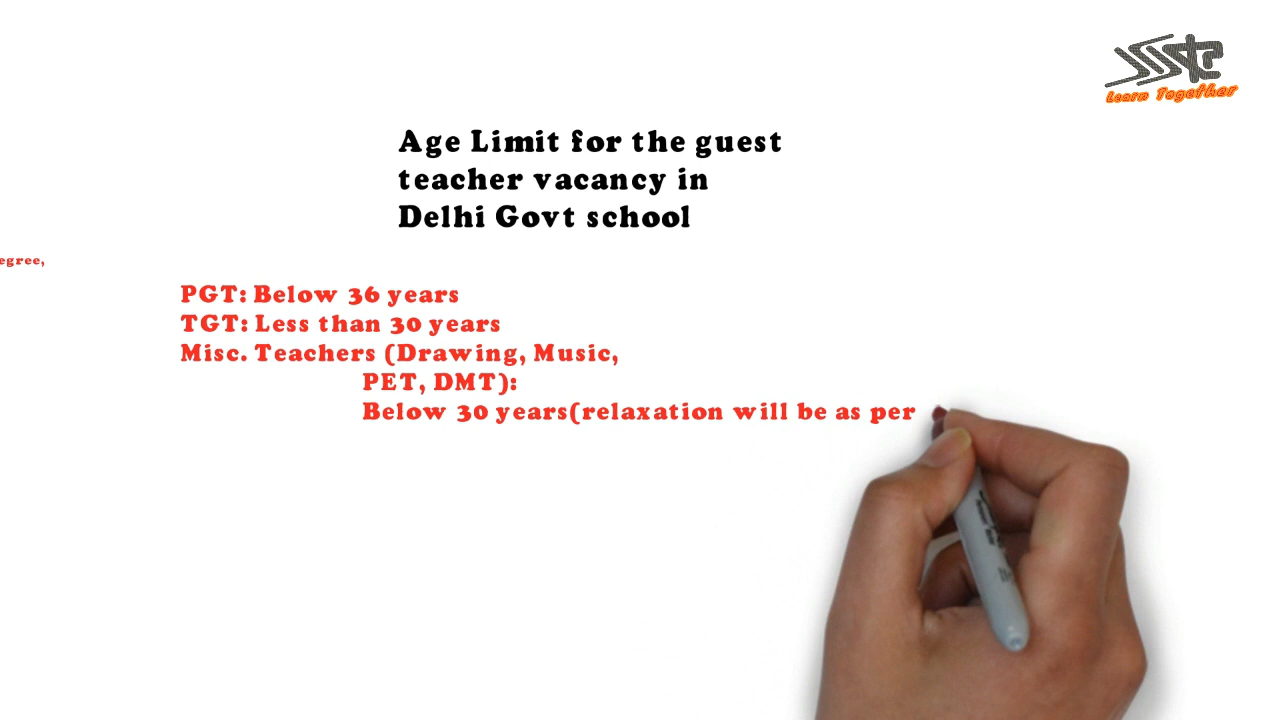 Learn Together
Age Limit for the guest
teacher vacancy in
Delhi Govt school
egree,
PGT: Below 36 years
TGT: Less than 30 years
Misc. Teachers (Drawing, Music,
PET, DMT):
Below 30 years(relaxation will be as per